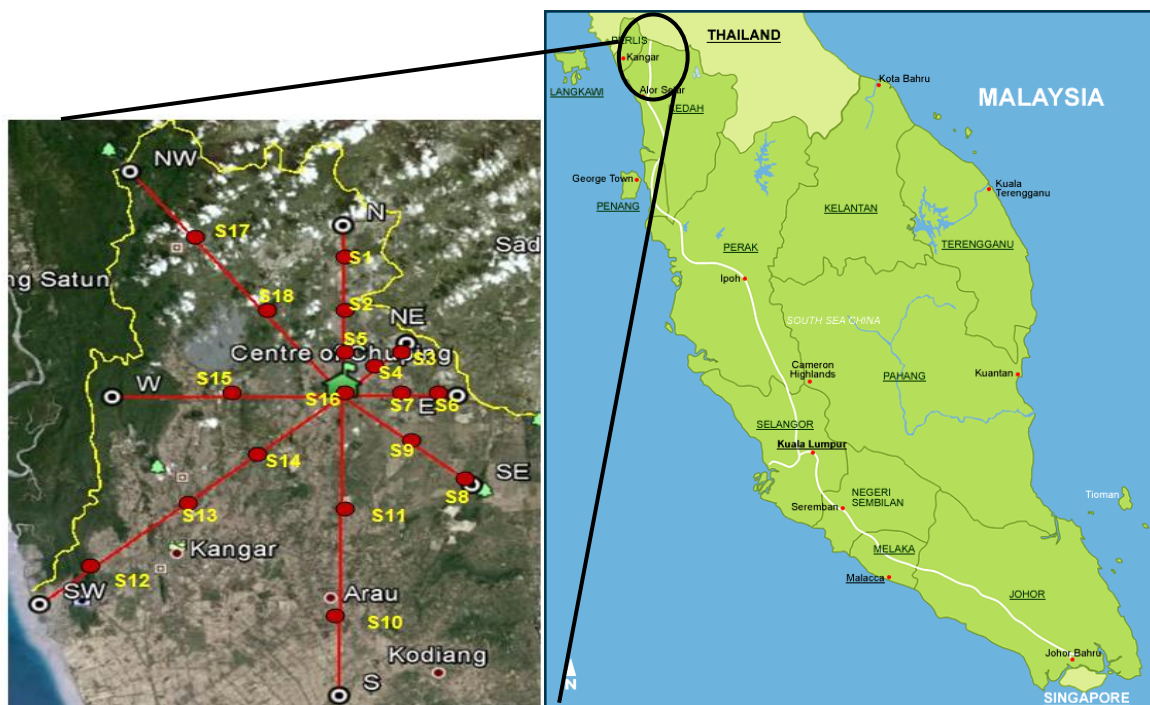 NW
N
S17
Sad
S1
ng Satun
S18
S2
NE
S5
Centre of Chuping
S3
S4
W
S15
S16
S7
E
S6
S9
S14
SE
S8
S13
S11
Kangar
S12
SW
Arau
S10
Kodiang
S
THAILAND
PERLIS
Kangar
LANGKAWI
Alor Setar
KEDAH
Kota Bahru
MALAYSIA
George Town
PENANG
Kuala
Terengganu
KELANTAN
TERENGGANU
PERAK
Ipoh
SOUTH SEA CHINA
Cameron
Highlands
PAHANG
Kuantan
SELANGOR
Kuala Lumpur
Tioman
NEGERI
SEMBILAN
Seremban
MELAKA
Malacca
JOHOR
Johor Bahru
N
SINGAPORE